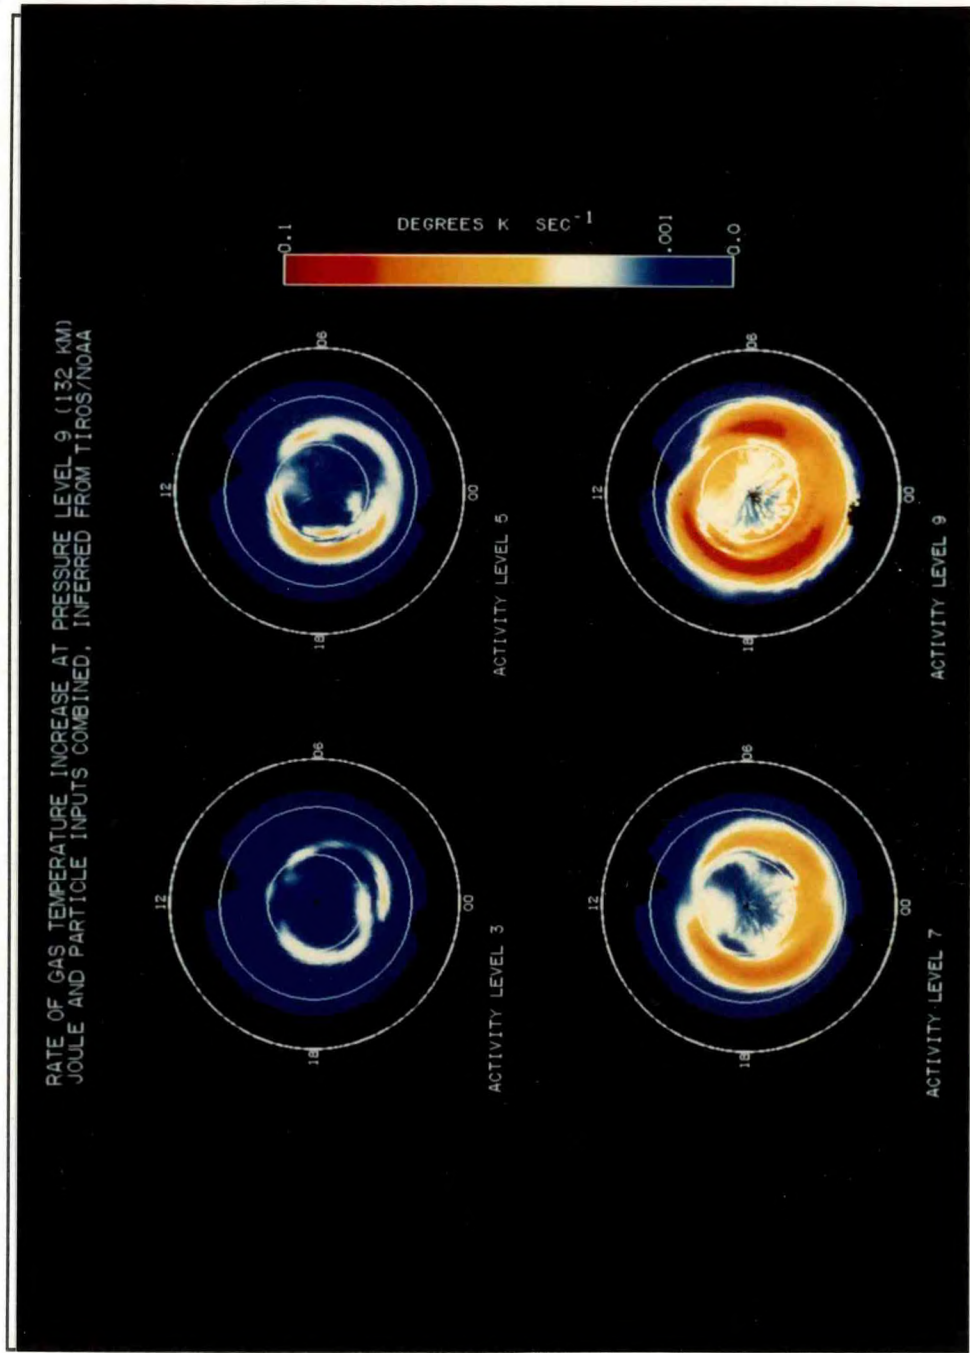 RATE OF GAS TEMPERATURE INCREASE AT PRESSURE LEVEL 9 (132 KM)
JOULE AND PARTICLE INPUTS COMBINED, INFERRED FROM TIROS/NOAA
12
18
06
00
ACTIVITY LEVEL 3
12
18
06
00
ACTIVITY LEVEL 5
0.1
DEGREES K SEC-1
.001
0.0
12
18
06
00
ACTIVITY LEVEL 7
12
18
06
00
ACTIVITY LEVEL 9